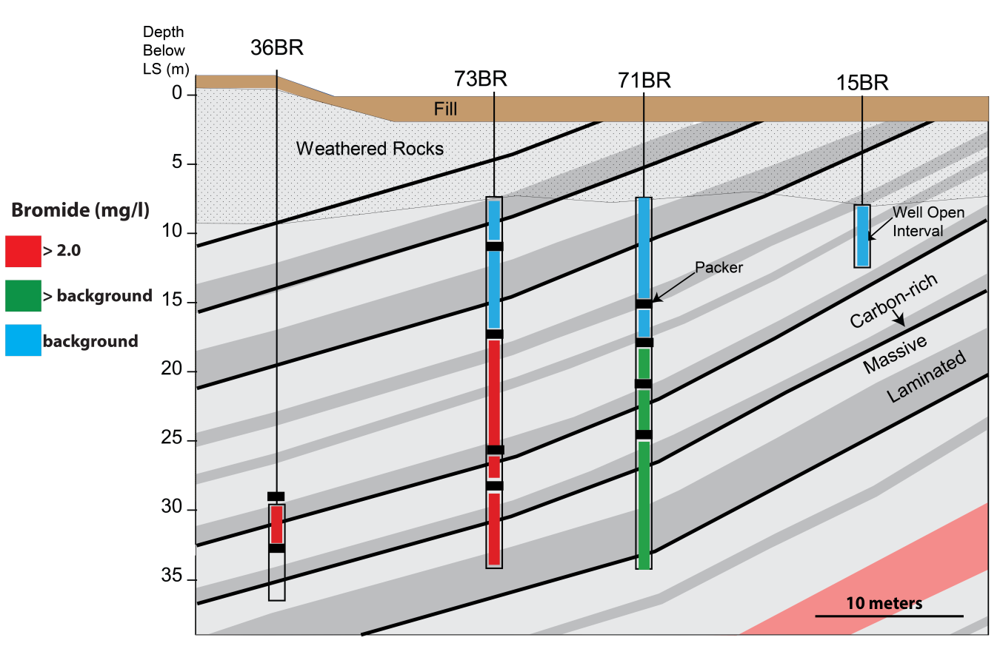 Depth
Below
LS (m)
36BR
73BR
71BR
15BR
0
5
10
15
20
25
30
35
Fill
Weathered Rocks
Bromide (mg/l)
> 2.0
> background
background
Well Open
Interval
Packer
Carbon-rich
Massive
Laminated
10 meters